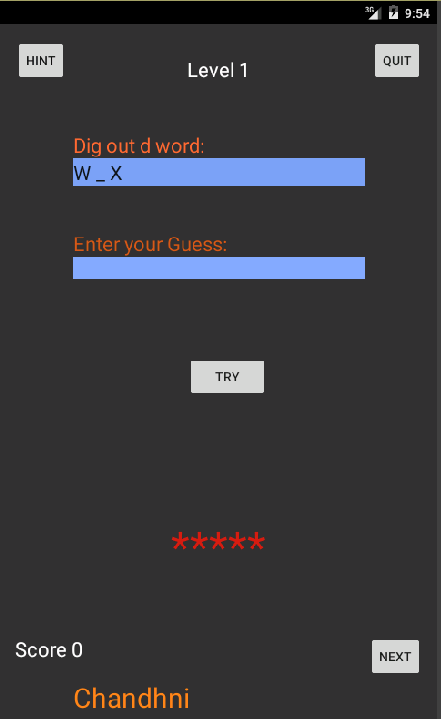 3G 9:54
HINT
Level 1
QUIT
Dig out d word:
W _ X
Enter your Guess:
TRY
*****
Score 0
NEXT
Chandhni